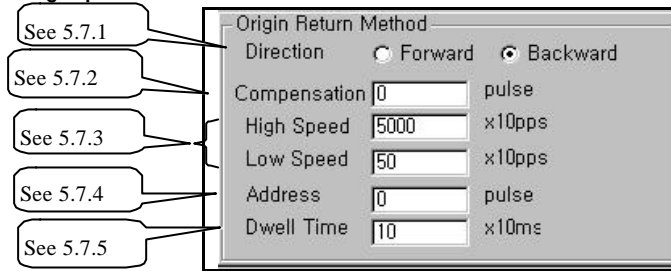 Origin Return Method
See 5.7.1
Direction Forward Backward
See 5.7.2
Compensation 0 pulse
See 5.7.3
High Speed 5000 x10pps
Low Speed 50 x10pps
See 5.7.4
Address 0 pulse
See 5.7.5
Dwell Time 10 x10ms